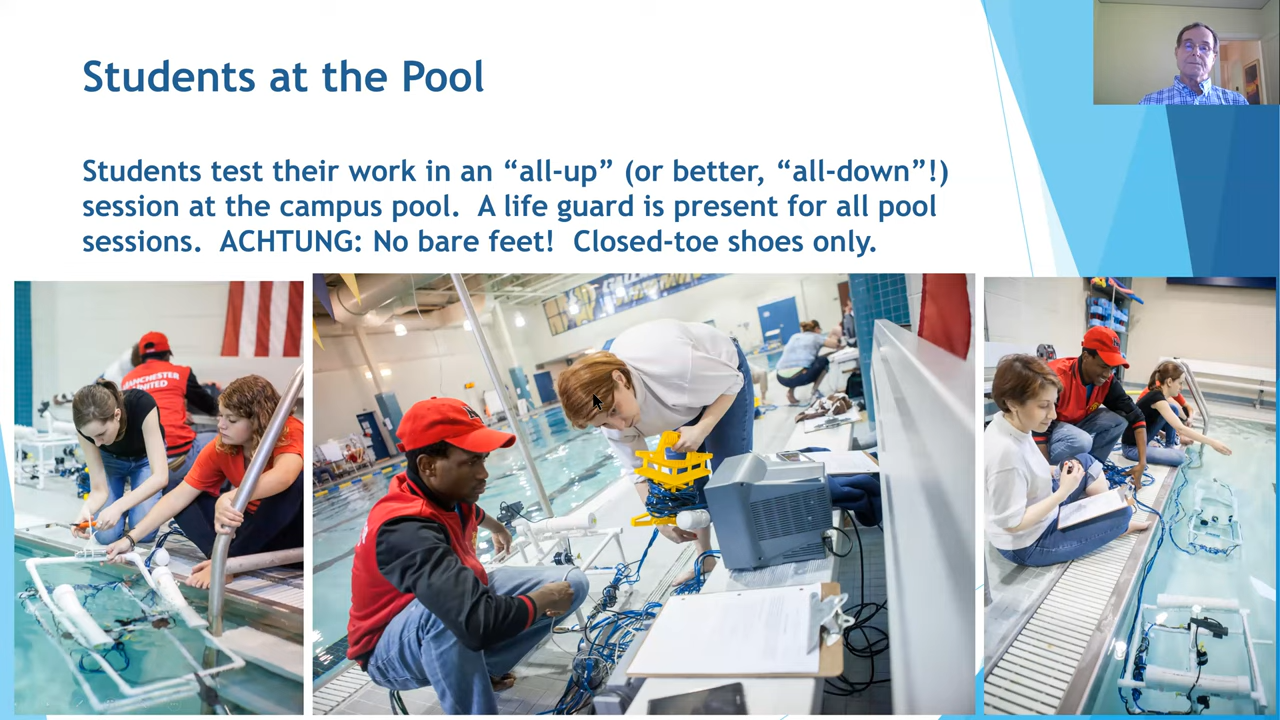 Students at the Pool
Students test their work in an “all-up” (or better, “all-down”!)
session at the campus pool.  A life guard is present for all pool
sessions.  ACHTUNG: No bare feet!  Closed-toe shoes only.
MANCHESTER
UNITED